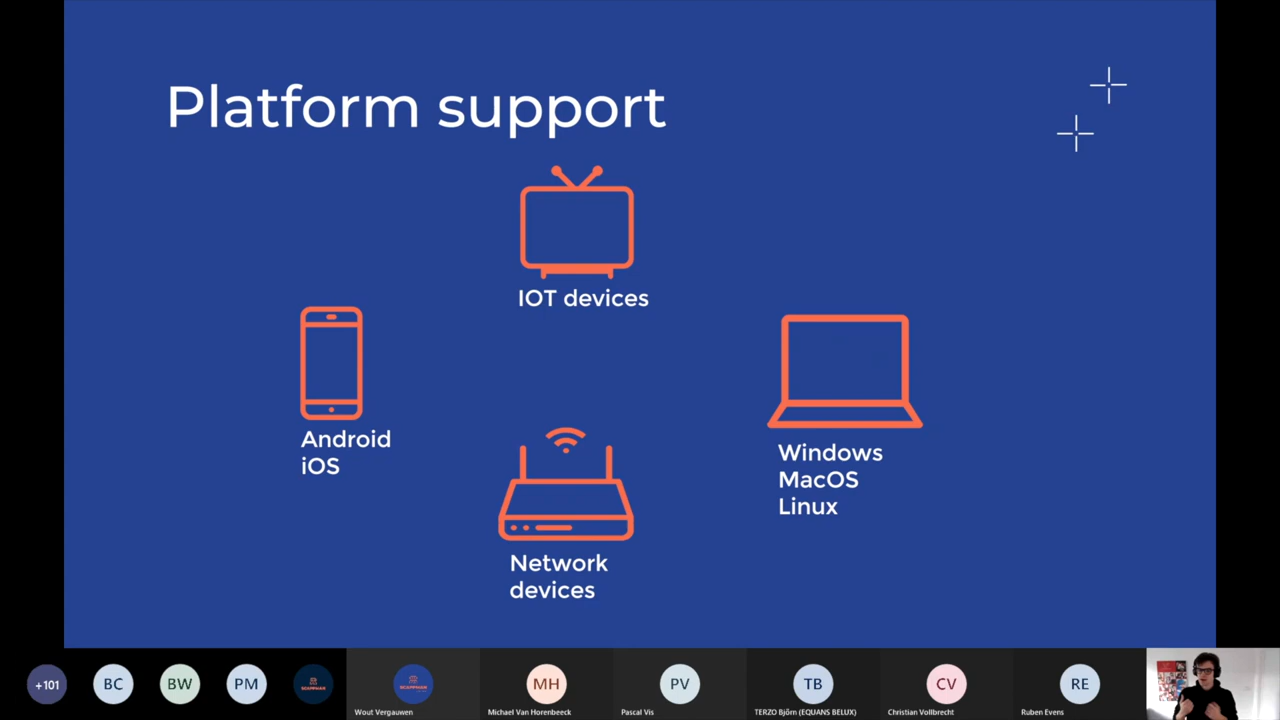 Platform support
IOT devices
Android
iOS
Windows
MacOS
Linux
Network
devices
+101
BC
BW
PM
MH
PV
TB
CV
RE
Wout Vergauwen
Michael Van Horenbeeck
Pascal Vis
TERZO Björn (EQUANS BELUX)
Christian Vollbrecht
Ruben Evens